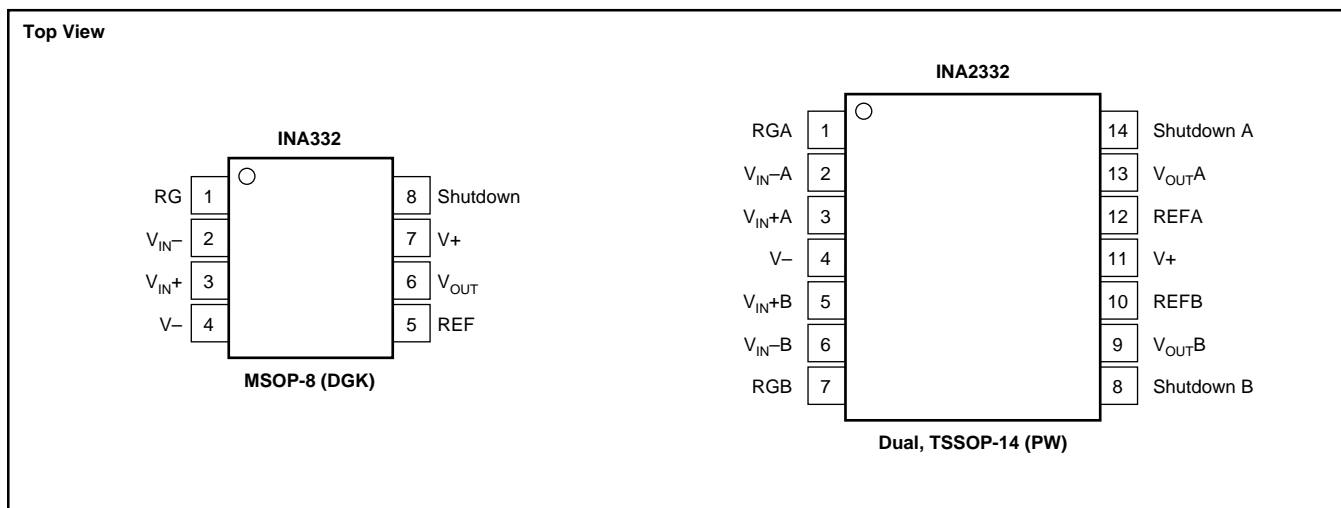 Top View
INA332
RG 1
V_IN– 2
V_IN+ 3
V– 4
8 Shutdown
7 V+
6 V_OUT
5 REF
MSOP-8 (DGK)
INA2332
RGA 1
V_IN–A 2
V_IN+A 3
V– 4
V_IN+B 5
V_IN–B 6
RGB 7
14 Shutdown A
13 V_OUTA
12 REFA
11 V+
10 REFB
9 V_OUTB
8 Shutdown B
Dual, TSSOP-14 (PW)